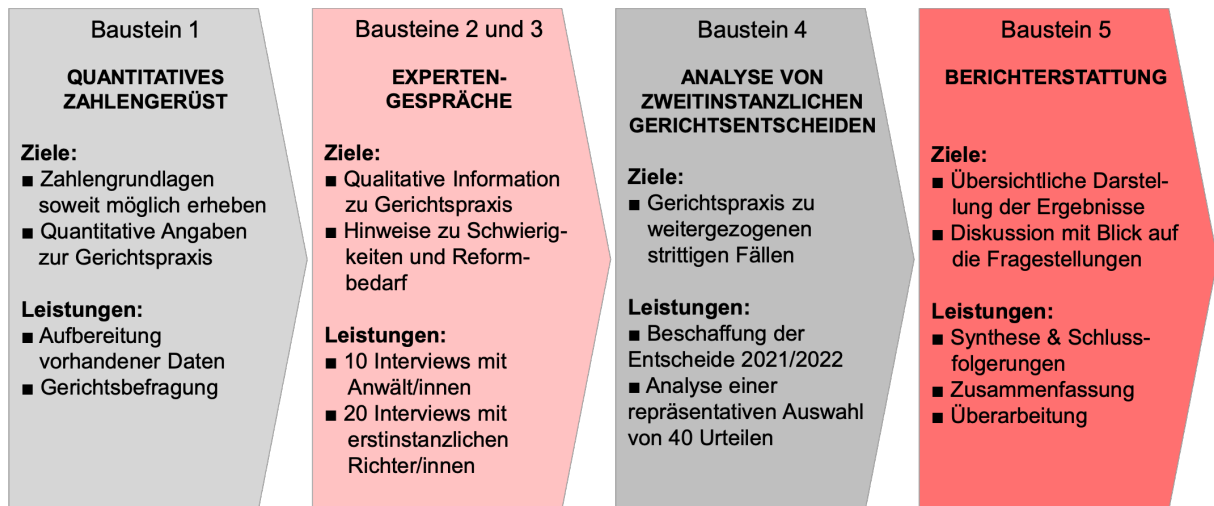 Baustein 1
QUANTITATIVES
ZAHLENGERÜST
Ziele:
■ Zahlengrundlagen
soweit möglich erheben
■ Quantitative Angaben
zur Gerichtspraxis
Leistungen:
■ Aufbereitung
vorhandener Daten
■ Gerichtsbefragung
Bausteine 2 und 3
EXPERTEN-
GESPRÄCHE
Ziele:
■ Qualitative Information
zu Gerichtspraxis
■ Hinweise zu Schwierig-
keiten und Reform-
bedarf
Leistungen:
■ 10 Interviews mit
Anwält/innen
■ 20 Interviews mit
erstinstanzlichen
Richter/innen
Baustein 4
ANALYSE VON
ZWEITINSTANZLICHEN
GERICHTSENTSCHEIDEN
Ziele:
■ Gerichtspraxis zu
weitergezogenen
strittigen Fällen
Leistungen:
■ Beschaffung der
Entscheide 2021/2022
■ Analyse einer
repräsentativen Auswahl
von 40 Urteilen
Baustein 5
BERICHTERSTATTUNG
Ziele:
■ Übersichtliche Darstel-
lung der Ergebnisse
■ Diskussion mit Blick auf
die Fragestellungen
Leistungen:
■ Synthese & Schluss-
folgerungen
■ Zusammenfassung
■ Überarbeitung